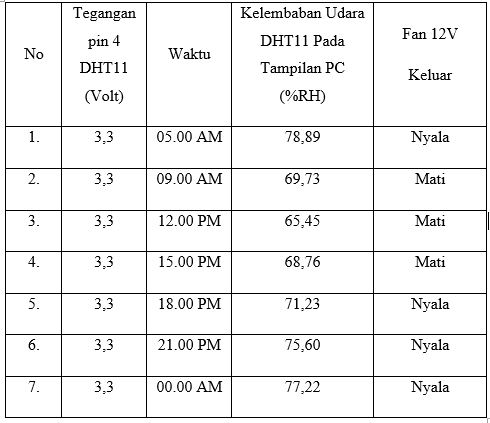 No | Tegangan pin 4 DHT11 (Volt) | Waktu | Kelembaban Udara DHT11 Pada Tampilan PC (%RH) | Fan 12V Keluar
1. | 3,3 | 05.00 AM | 78,89 | Nyala
2. | 3,3 | 09.00 AM | 69,73 | Mati
3. | 3,3 | 12.00 PM | 65,45 | Mati
4. | 3,3 | 15.00 PM | 68,76 | Mati
5. | 3,3 | 18.00 PM | 71,23 | Nyala
6. | 3,3 | 21.00 PM | 75,60 | Nyala
7. | 3,3 | 00.00 AM | 77,22 | Nyala